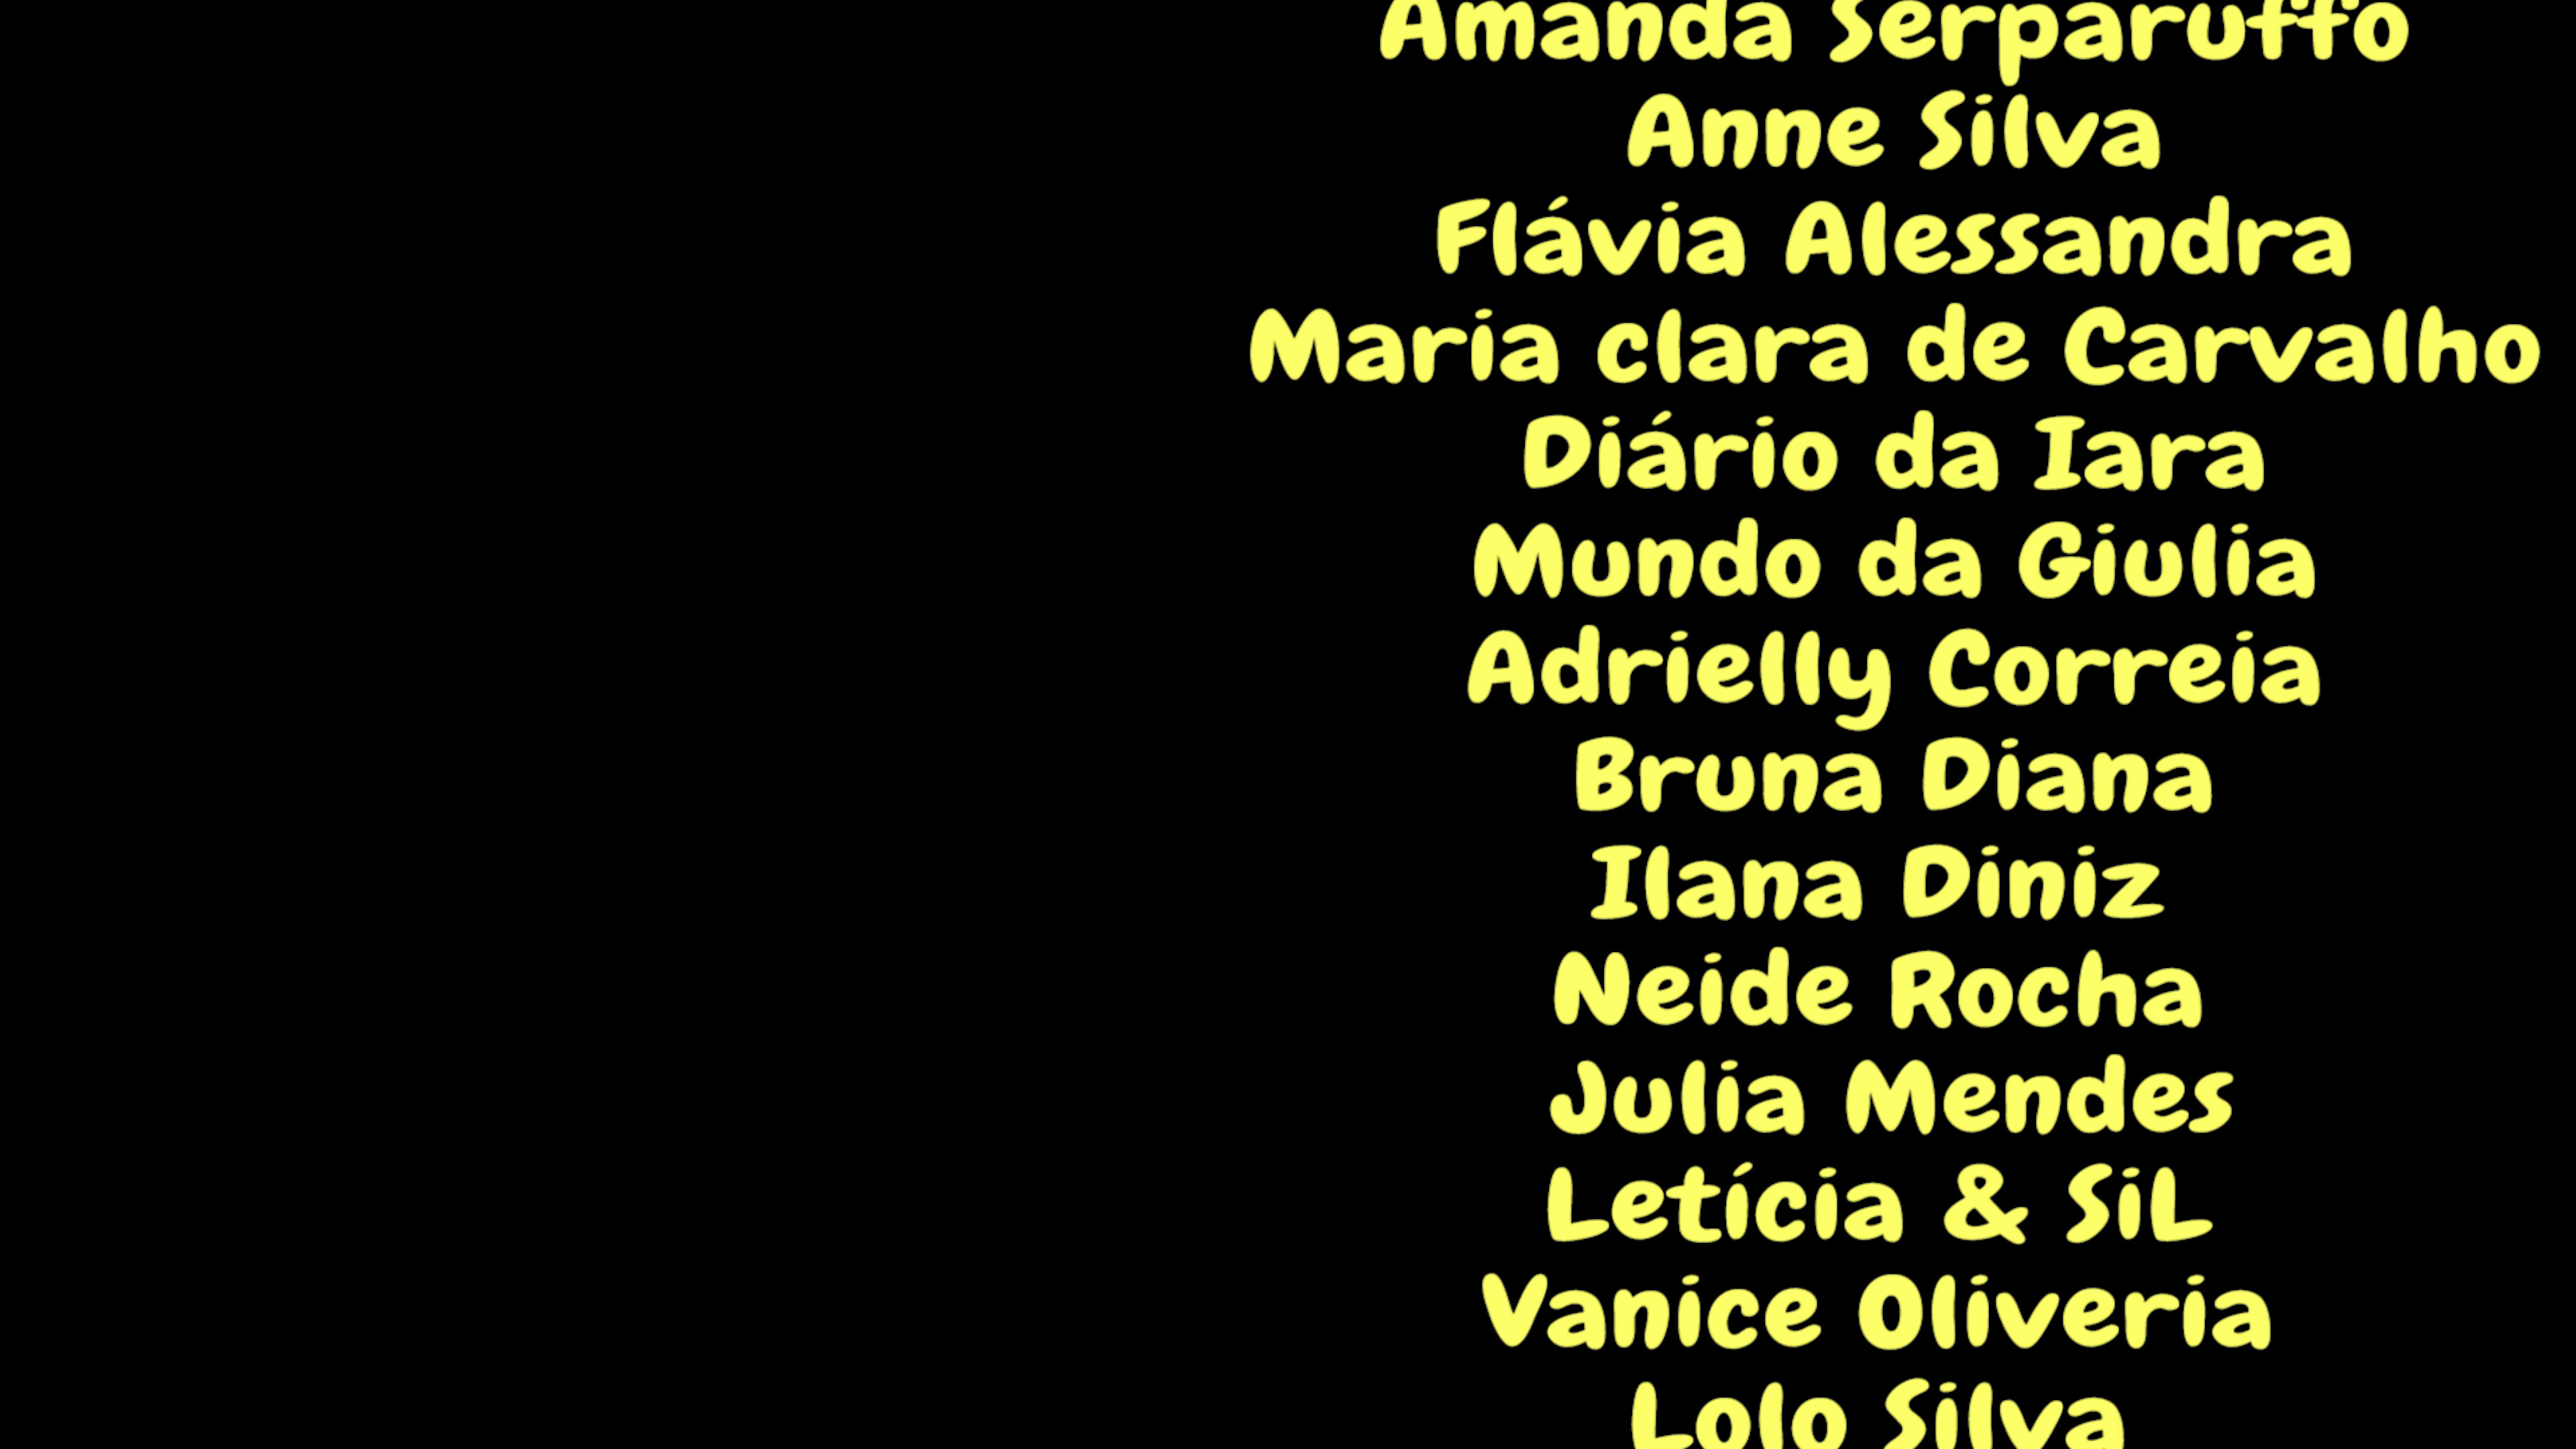 Amanda Serparuffo
Anne Silva
Flávia Alessandra
Maria clara de Carvalho
Diário da Iara
Mundo da Giulia
Adrielly Correia
Bruna Diana
Ilana Diniz
Neide Rocha
Julia Mendes
Letícia & SiL
Vanice Oliveria
Lolo Silva